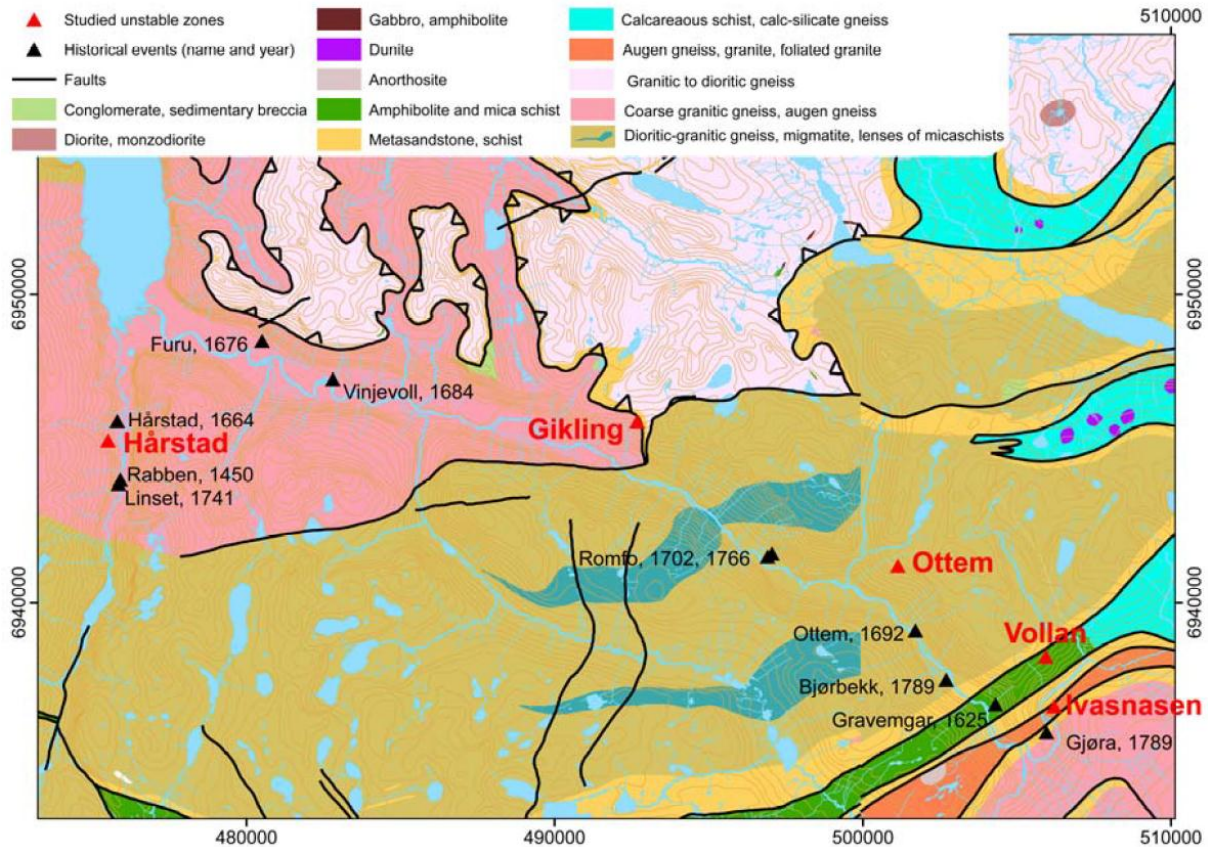 Studied unstable zones
Historical events (name and year)
Faults
Conglomerate, sedimentary breccia
Diorite, monzodiorite
Gabbro, amphibolite
Dunite
Anorthosite
Amphibolite and mica schist
Metasandstone, schist
Calcareaous schist, calc-silicate gneiss
Augen gneiss, granite, foliated granite
Granitic to dioritic gneiss
Coarse granitic gneiss, augen gneiss
Dioritic-granitic gneiss, migmatite, lenses of micaschists
510000
6950000
6950000
Furu, 1676
Vinjevoll, 1684
Hårstad, 1664
Hårstad
Gikling
Rabben, 1450
Linset, 1741
Romfo, 1702, 1766
Ottem
6940000
6940000
Ottem, 1692
Vollan
Bjørbekk, 1789
Gravemgar, 1625
Ivasnasen
Gjøra, 1789
480000
490000
500000
510000